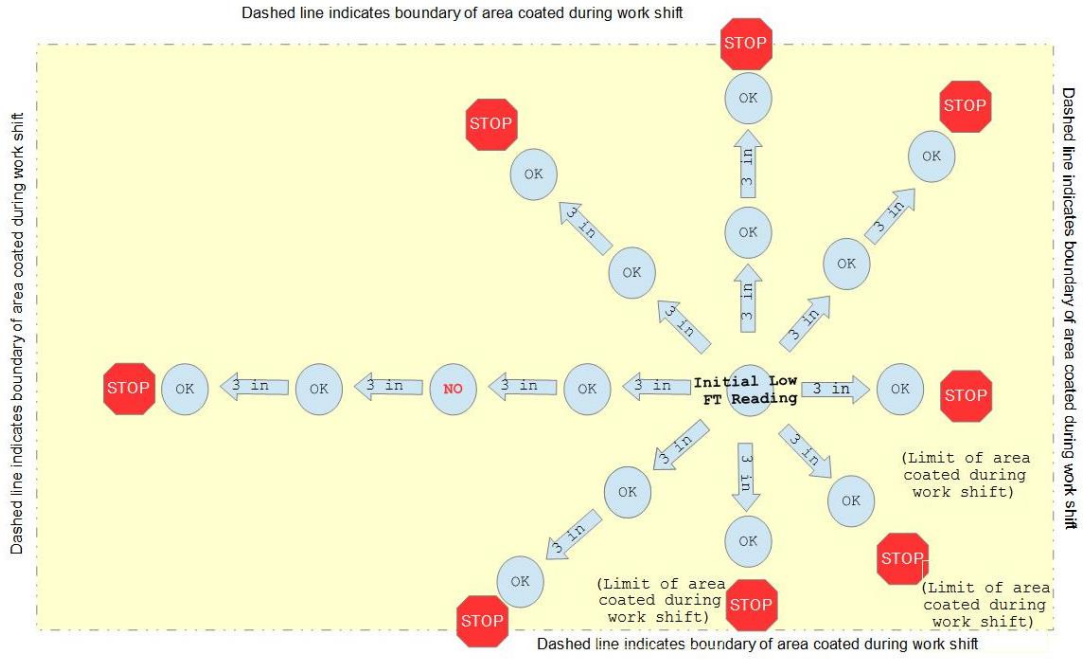 Dashed line indicates boundary of area coated during work shift
STOP
OK
STOP
OK
3 in
OK
3 in
OK
3 in
STOP
OK
3 in
OK
3 in
STOP
OK
3 in
OK
3 in
NO
3 in
OK
3 in
Initial Low
FT Reading
3 in
OK
STOP
(Limit of area
coated during
work shift)
3 in
OK
3 in
OK
STOP
3 in
OK
(Limit of area
coated during
work shift)
STOP
3 in
OK
STOP
(Limit of area
coated during
work shift)
Dashed line indicates boundary of area coated during work shift
Dashed line indicates boundary of area coated during work shift
Dashed line indicates boundary of area coated during work shift
STOP
OK
3 in
OK
3 in